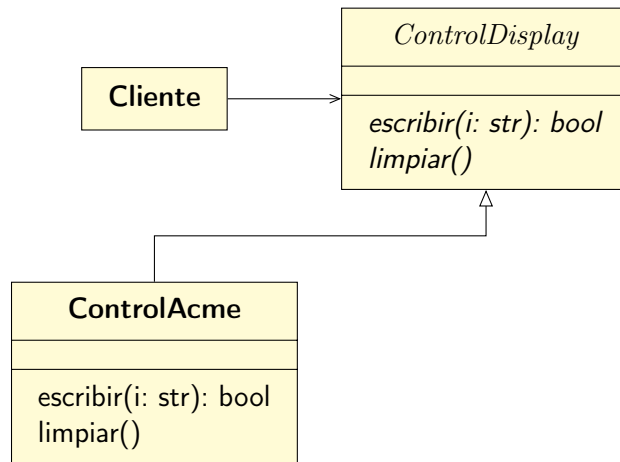 ControlDisplay
Cliente
escribir(i: str): bool
limpiar()
ControlAcme
escribir(i: str): bool
limpiar()